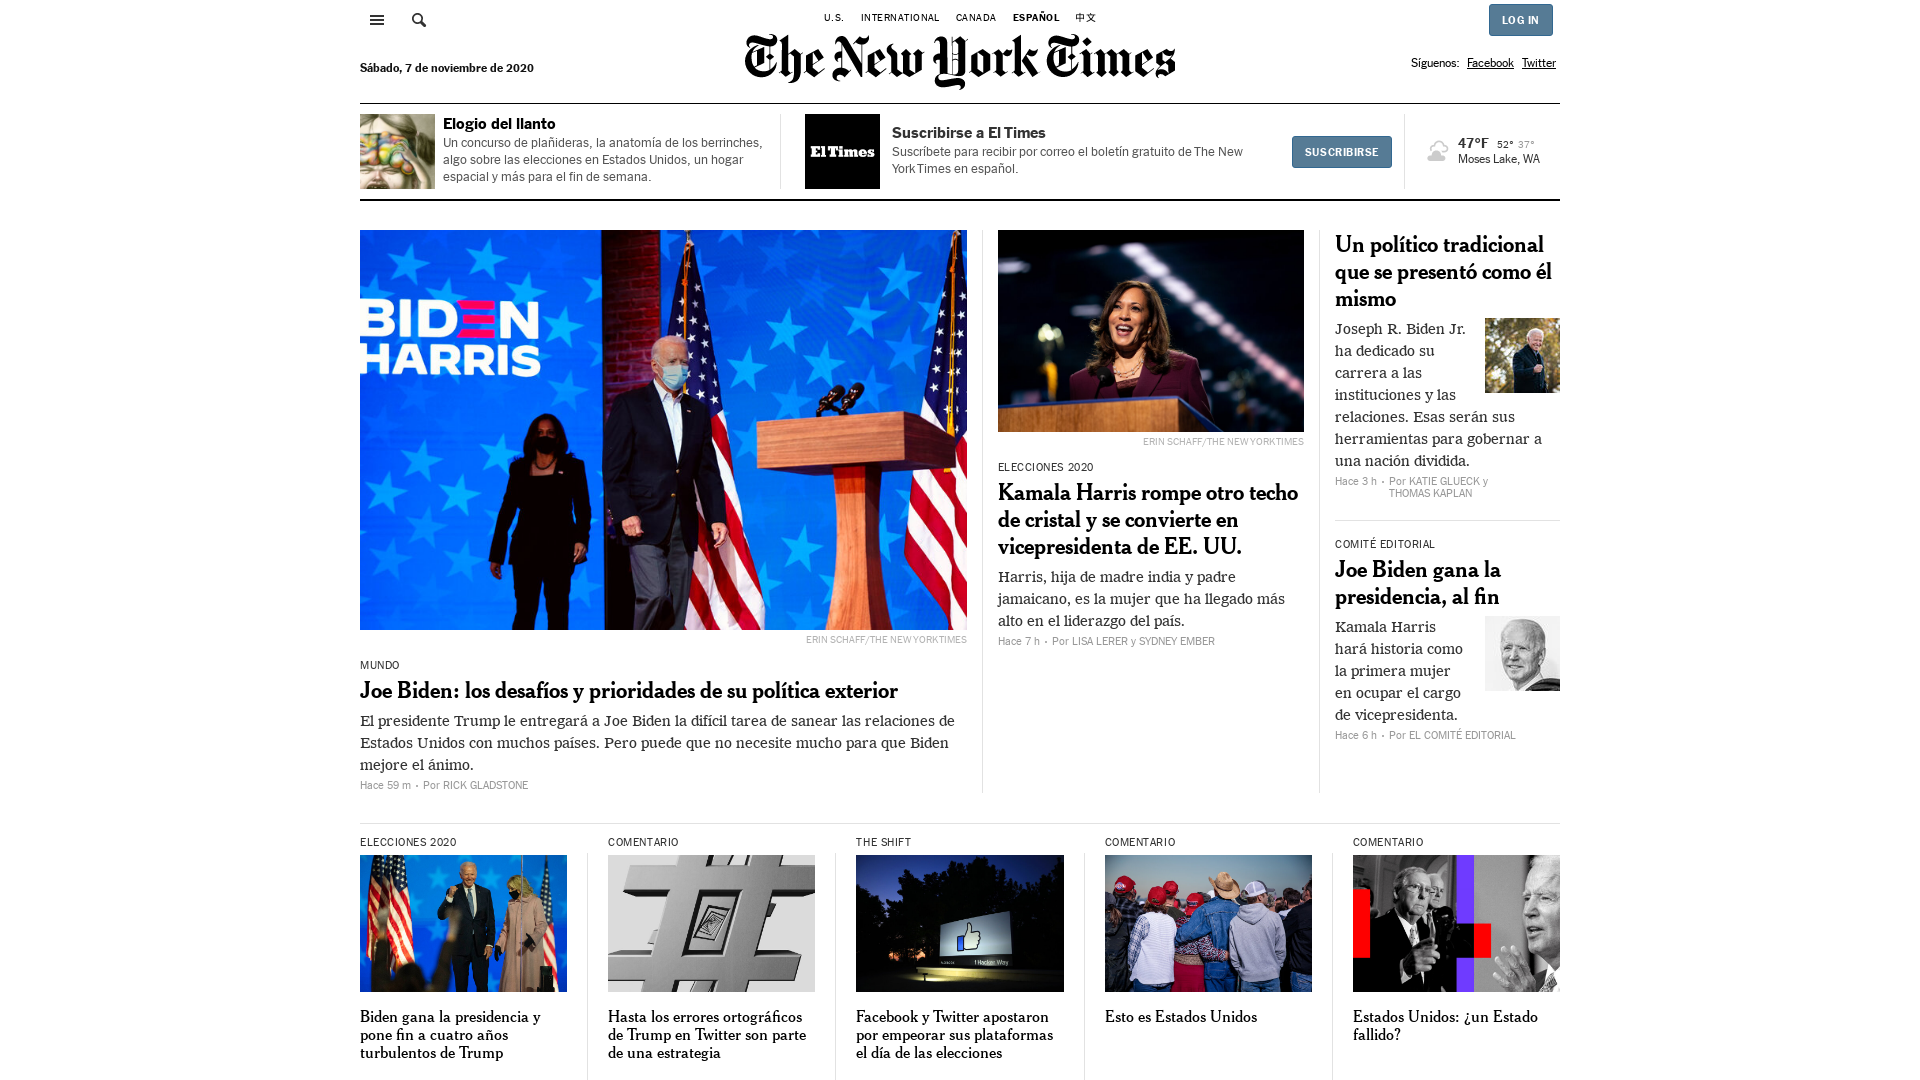 U.S. INTERNATIONAL CANADA ESPAÑOL 中文
LOG IN
The New York Times
Sábado, 7 de noviembre de 2020
Síguenos: Facebook Twitter
Elogio del llanto
Un concurso de plañideras, la anatomía de los berrinches,
algo sobre las elecciones en Estados Unidos, un hogar
espacial y más para el fin de semana.
El Times
Suscribirse a El Times
Suscríbete para recibir por correo el boletín gratuito de The New
York Times en español.
SUSCRIBIRSE
47°F 52° 37°
Moses Lake, WA
BIDEN
HARRIS
ERIN SCHAFF/THE NEW YORK TIMES
MUNDO
Joe Biden: los desafíos y prioridades de su política exterior
El presidente Trump le entregará a Joe Biden la difícil tarea de sanear las relaciones de
Estados Unidos con muchos países. Pero puede que no necesite mucho para que Biden
mejore el ánimo.
Hace 59 m • Por RICK GLADSTONE
ERIN SCHAFF/THE NEW YORK TIMES
ELECCIONES 2020
Kamala Harris rompe otro techo
de cristal y se convierte en
vicepresidenta de EE. UU.
Harris, hija de madre india y padre
jamaicano, es la mujer que ha llegado más
alto en el liderazgo del país.
Hace 7 h • Por LISA LERER y SYDNEY EMBER
Un político tradicional
que se presentó como él
mismo
Joseph R. Biden Jr.
ha dedicado su
carrera a las
instituciones y las
relaciones. Esas serán sus
herramientas para gobernar a
una nación dividida.
Hace 3 h • Por KATIE GLUECK y
THOMAS KAPLAN
COMITÉ EDITORIAL
Joe Biden gana la
presidencia, al fin
Kamala Harris
hará historia como
la primera mujer
en ocupar el cargo
de vicepresidenta.
Hace 6 h • Por EL COMITÉ EDITORIAL
ELECCIONES 2020
Biden gana la presidencia y
pone fin a cuatro años
turbulentos de Trump
COMENTARIO
Hasta los errores ortográficos
de Trump en Twitter son parte
de una estrategia
THE SHIFT
1 Hacker Way
Facebook y Twitter apostaron
por empeorar sus plataformas
el día de las elecciones
COMENTARIO
Esto es Estados Unidos
COMENTARIO
Estados Unidos: ¿un Estado
fallido?